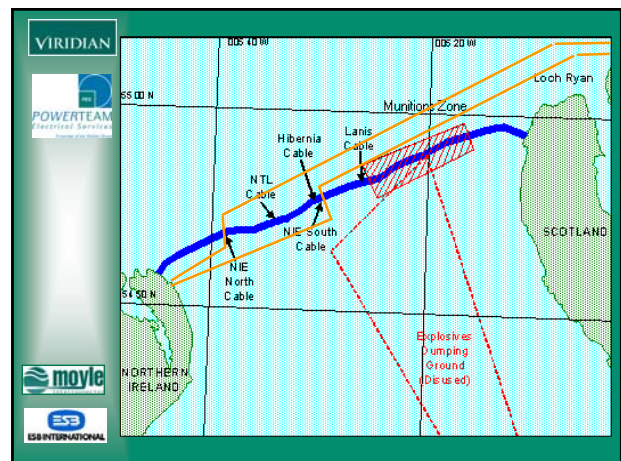 VIRIDIAN
PES
POWERTEAM
Electrical Services
moyle
ESB
ESB INTERNATIONAL
005 40 W
005 20 W
55 00 N
Loch Ryan
Munitions Zone
Hibernia
Cable
Lanis
Cable
NTL
Cable
NIE South
Cable
NIE
North
Cable
SCOTLAND
54 50 N
NORTHERN
IRELAND
Explosives
Dumping
Ground
(Disused)